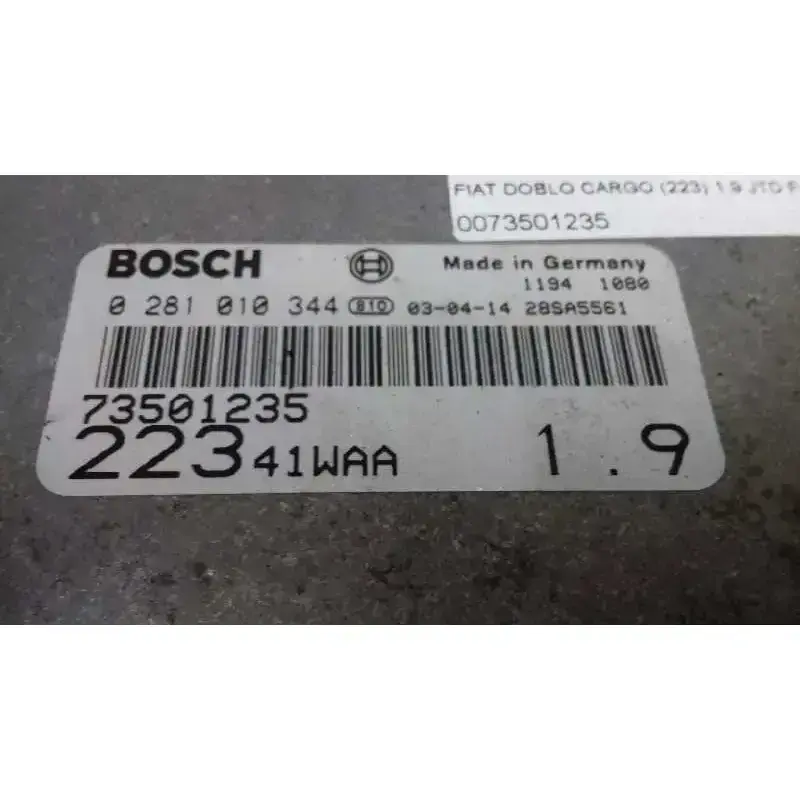 FIAT DOBLO CARGO (223) 1.9 JTD
0073501235
BOSCH Made in Germany
1194 1080
0 281 010 344 810 03-04-14 28SA5561
73501235
223 41WAA 1.9